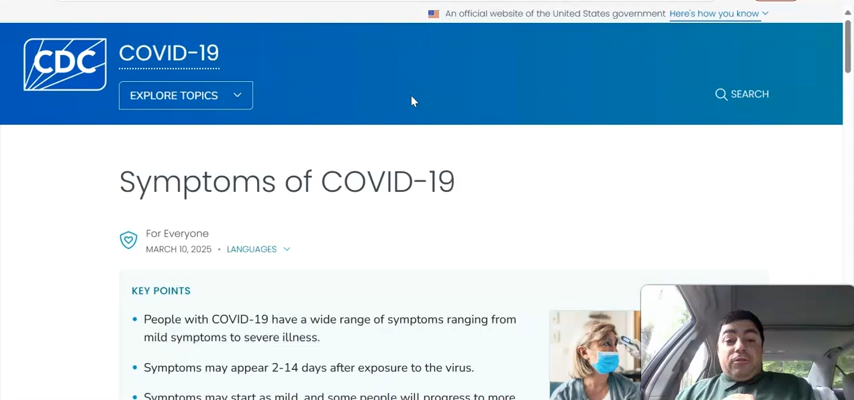 An official website of the United States government Here's how you know
CDC
COVID-19
EXPLORE TOPICS
SEARCH
Symptoms of COVID-19
For Everyone
MARCH 10, 2025 • LANGUAGES
KEY POINTS
• People with COVID-19 have a wide range of symptoms ranging from
mild symptoms to severe illness.
• Symptoms may appear 2-14 days after exposure to the virus.
• Symptoms may start as mild, and some people will progress to more